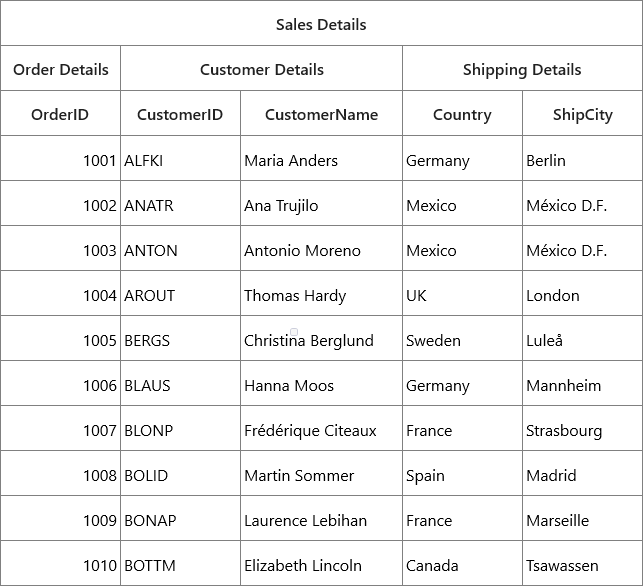 Sales Details
Order Details Customer Details Shipping Details
OrderID CustomerID CustomerName Country ShipCity
1001 ALFKI Maria Anders Germany Berlin
1002 ANATR Ana Trujilo Mexico México D.F.
1003 ANTON Antonio Moreno Mexico México D.F.
1004 AROUT Thomas Hardy UK London
1005 BERGS Christina Berglund Sweden Luleå
1006 BLAUS Hanna Moos Germany Mannheim
1007 BLONP Frédérique Citeaux France Strasbourg
1008 BOLID Martin Sommer Spain Madrid
1009 BONAP Laurence Lebihan France Marseille
1010 BOTTM Elizabeth Lincoln Canada Tsawassen